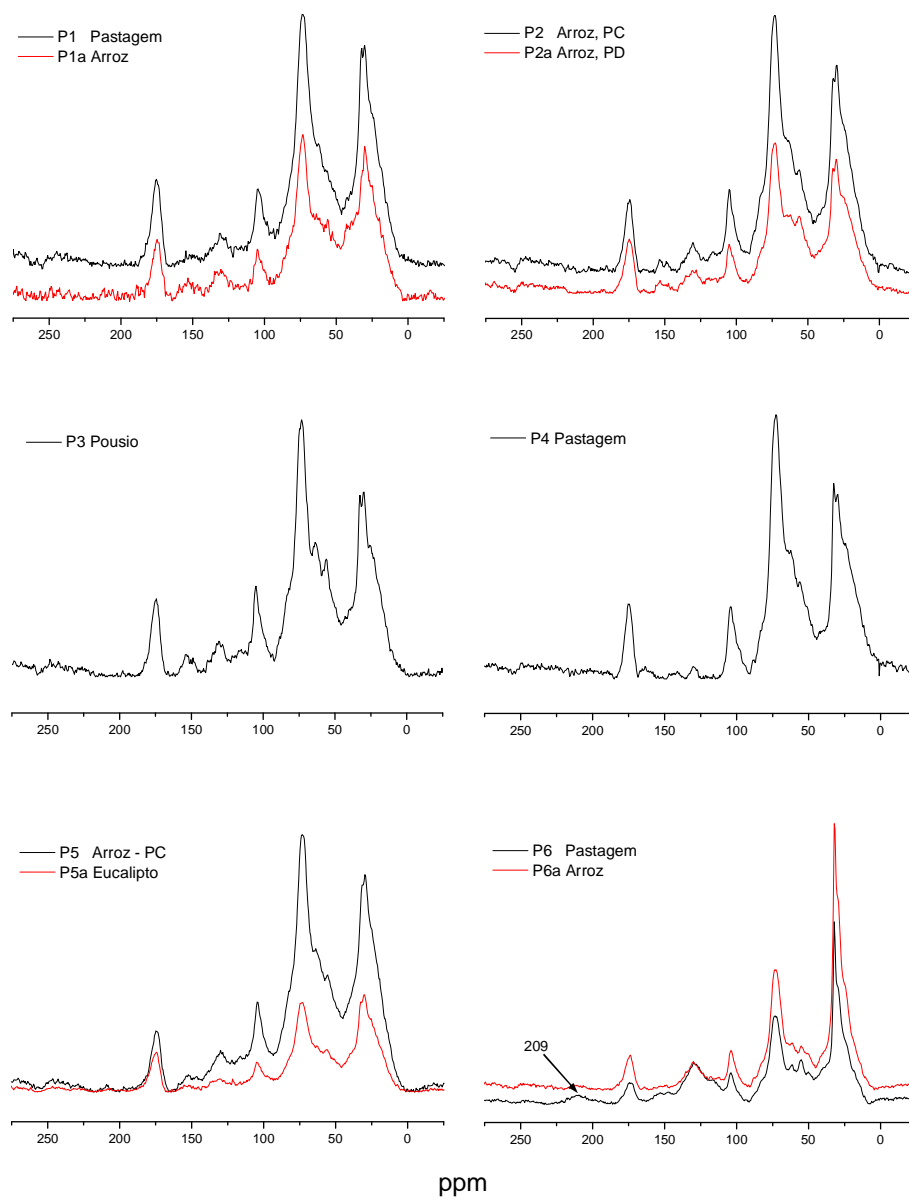 P1 Pastagem
P1a Arroz
250 200 150 100 50 0
P2 Arroz, PC
P2a Arroz, PD
250 200 150 100 50 0
P3 Pousio
250 200 150 100 50 0
P4 Pastagem
250 200 150 100 50 0
P5 Arroz - PC
P5a Eucalipto
250 200 150 100 50 0
P6 Pastagem
P6a Arroz
209
250 200 150 100 50 0
ppm